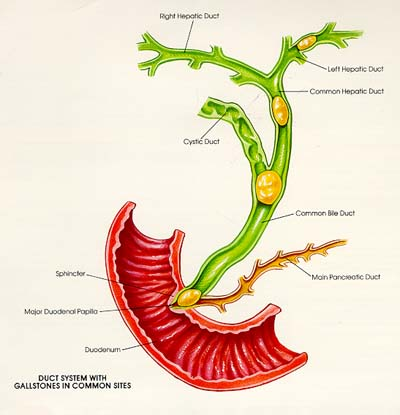 Right Hepatic Duct
Left Hepatic Duct
Common Hepatic Duct
Cystic Duct
Common Bile Duct
Sphincter
Main Pancreatic Duct
Major Duodenal Papilla
Duodenum
DUCT SYSTEM WITH
GALLSTONES IN COMMON SITES